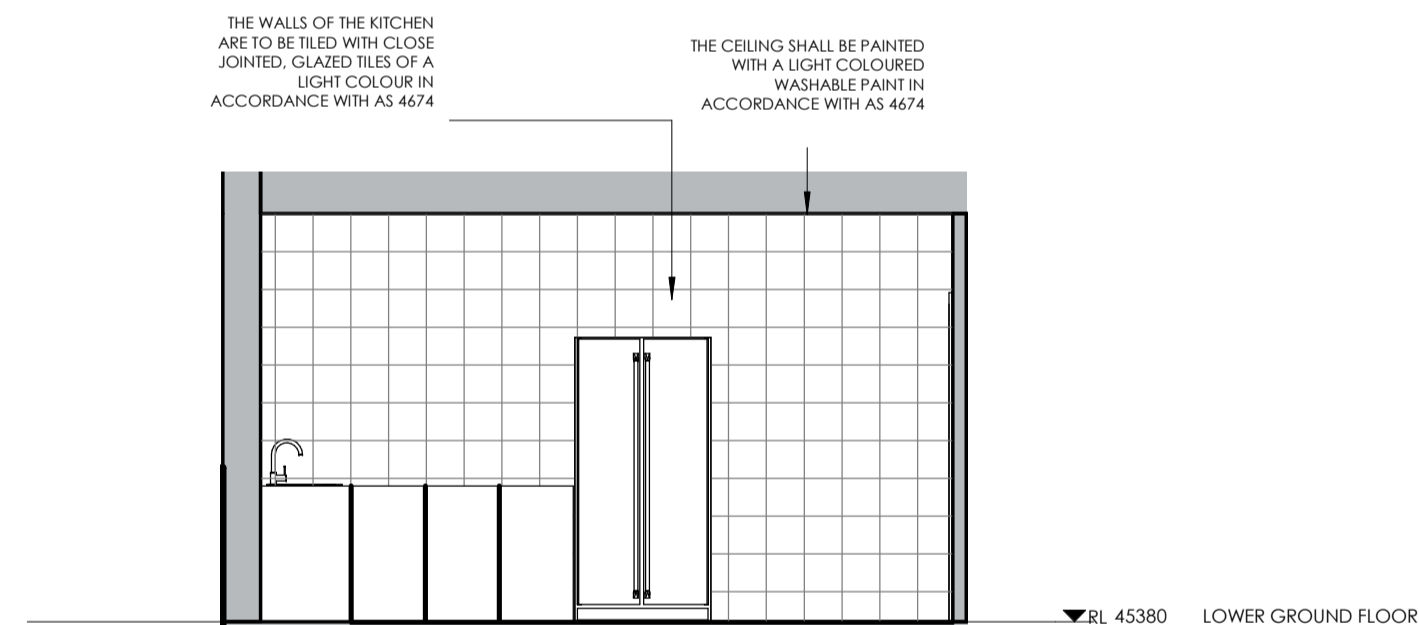 THE WALLS OF THE KITCHEN
ARE TO BE TILED WITH CLOSE
JOINTED, GLAZED TILES OF A
LIGHT COLOUR IN
ACCORDANCE WITH AS 4674
THE CEILING SHALL BE PAINTED
WITH A LIGHT COLOURED
WASHABLE PAINT IN
ACCORDANCE WITH AS 4674
RL 45380 LOWER GROUND FLOOR